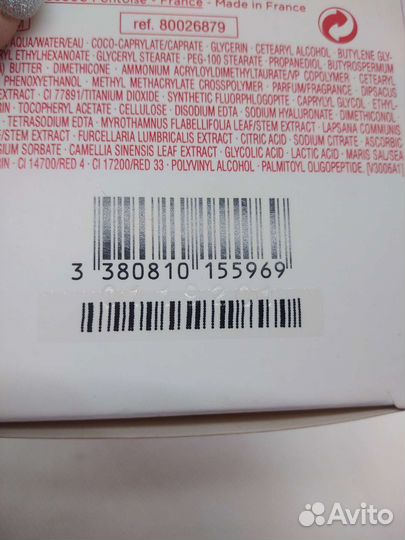 Pontoise - France - Made in France
ref. 80026879
AQUA/WATER/EAU • COCO-CAPRYLATE/CAPRATE • GLYCERIN • CETEARYL ALCOHOL • BUTYLENE GLY-
YL ETHYLHEXANOATE • GLYCERYL STEARATE • PEG-100 STEARATE • PROPANEDIOL • BUTYROSPERMUM
A) BUTTER • DIMETHICONE • AMMONIUM ACRYLOYLDIMETHYLTAURATE/VP COPOLYMER • CETEARYL
PHENOXYETHANOL • METHYL METHACRYLATE CROSSPOLYMER • PARFUM/FRAGRANCE • DIPSACUS
EXTRACT • CI 77891/TITANIUM DIOXIDE • SYNTHETIC FLUORPHLOGOPITE • CAPRYLYL GLYCOL • ETHYL-
ERIN • TOCOPHERYL ACETATE • CELLULOSE • DISODIUM EDTA • SODIUM HYALURONATE • DIMETHICONOL
• TETRASODIUM EDTA • MYROTHAMNUS FLABELLIFOLIA LEAF/STEM EXTRACT • LAPSANA COMMUNIS
STEM EXTRACT • FURCELLARIA LUMBRICALIS EXTRACT • CITRIC ACID • SODIUM CITRATE • ASCORBIC
SIUM SORBATE • CAMELLIA SINENSIS LEAF EXTRACT • GLYCOLIC ACID • LACTIC ACID • MARIS SAL/SEA
RIN • CI 14700/RED 4 • CI 17200/RED 33 • POLYVINYL ALCOHOL • PALMITOYL OLIGOPEPTIDE. [V3006A1]
3 380810 155969
Avito